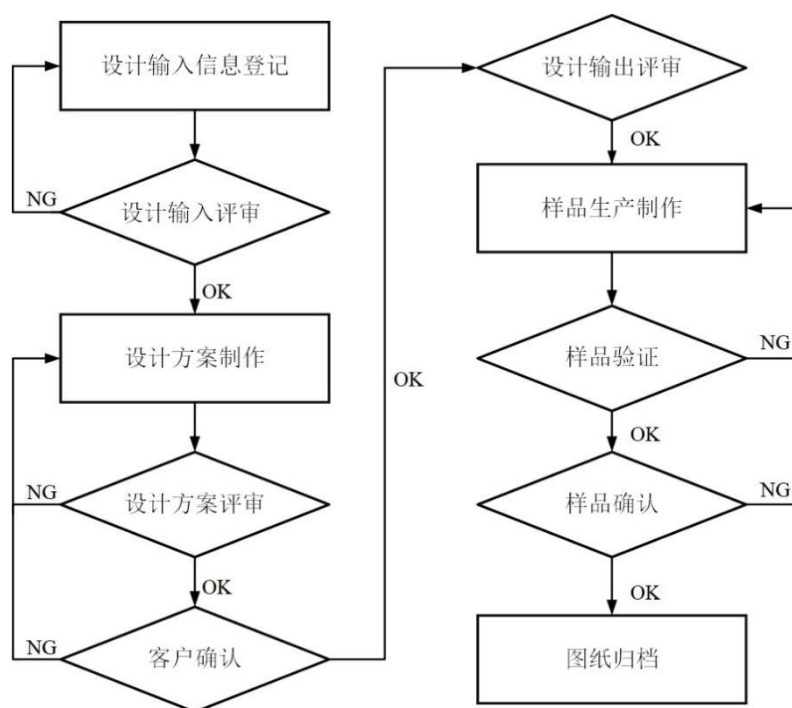 设计输入信息登记
NG
设计输入评审
OK
设计方案制作
NG
设计方案评审
OK
NG
客户确认
OK
设计输出评审
OK
样品生产制作
样品验证
NG
OK
样品确认
NG
OK
图纸归档